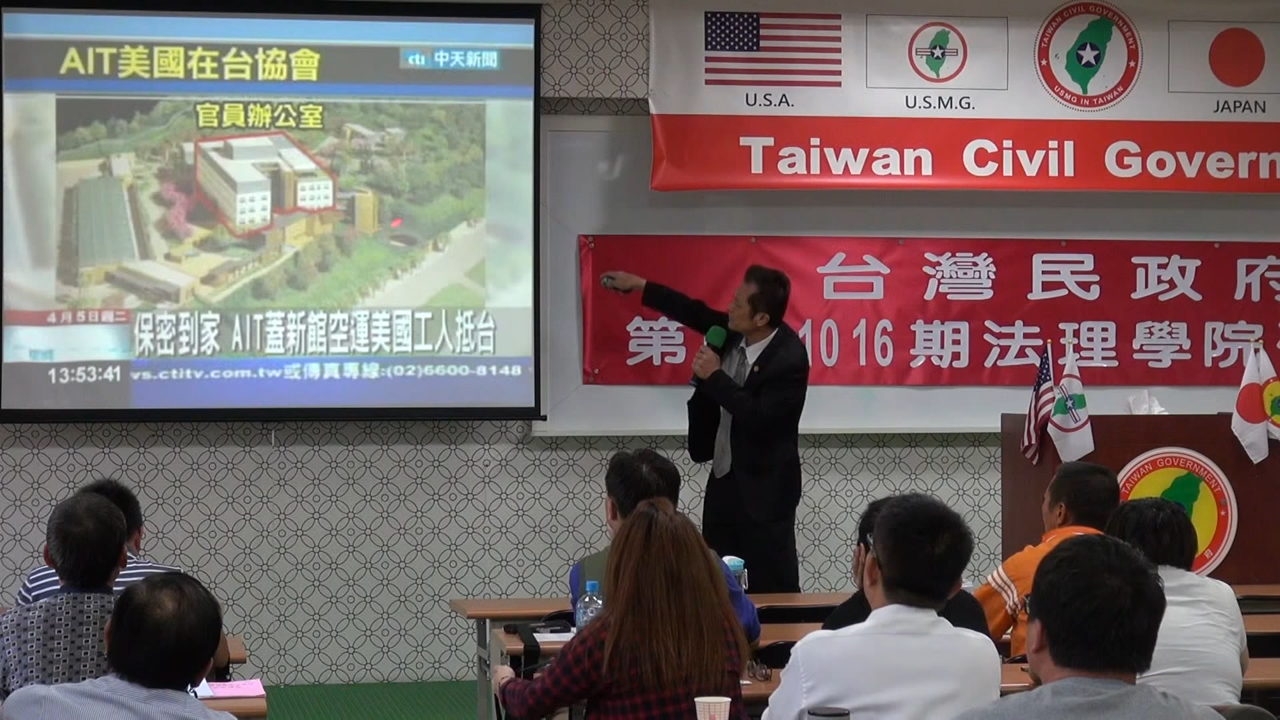 AIT美國在台協會
cti 中天新聞
官員辦公室
4月5日週二
保密到家 AIT蓋新館空運美國工人抵台
13:53:41
vs.ctitv.com.tw或傳真專線:(02)6600-8148
U.S.A.
U.S.M.G.
TAIWAN CIVIL GOVERNMENT
USMG IN TAIWAN
JAPAN
Taiwan Civil Govern
台灣民政府
第 10 16 期法理學院
TAIWAN GOVERNMENT